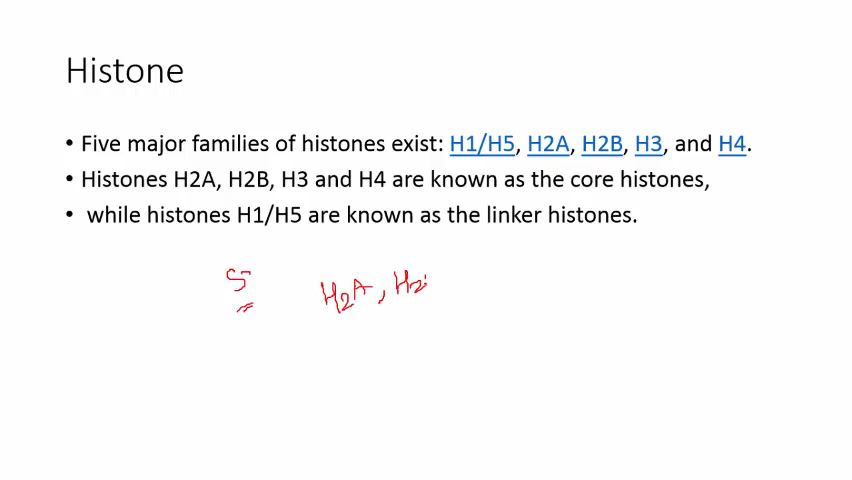 Histone
• Five major families of histones exist: H1/H5, H2A, H2B, H3, and H4.
• Histones H2A, H2B, H3 and H4 are known as the core histones,
• while histones H1/H5 are known as the linker histones.
5 H2A, H2